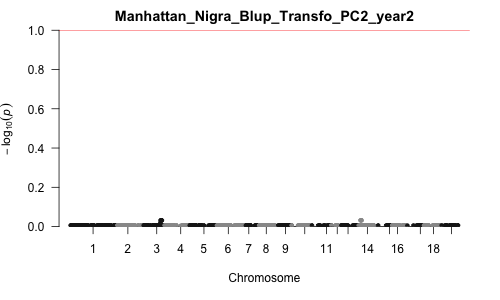 Manhattan_Nigra_Blup_Transfo_PC2_year2
1.0
0.8
0.6
0.4
0.2
0.0
− log10(p)
1 2 3 4 5 6 7 8 9 11 14 16 18
Chromosome